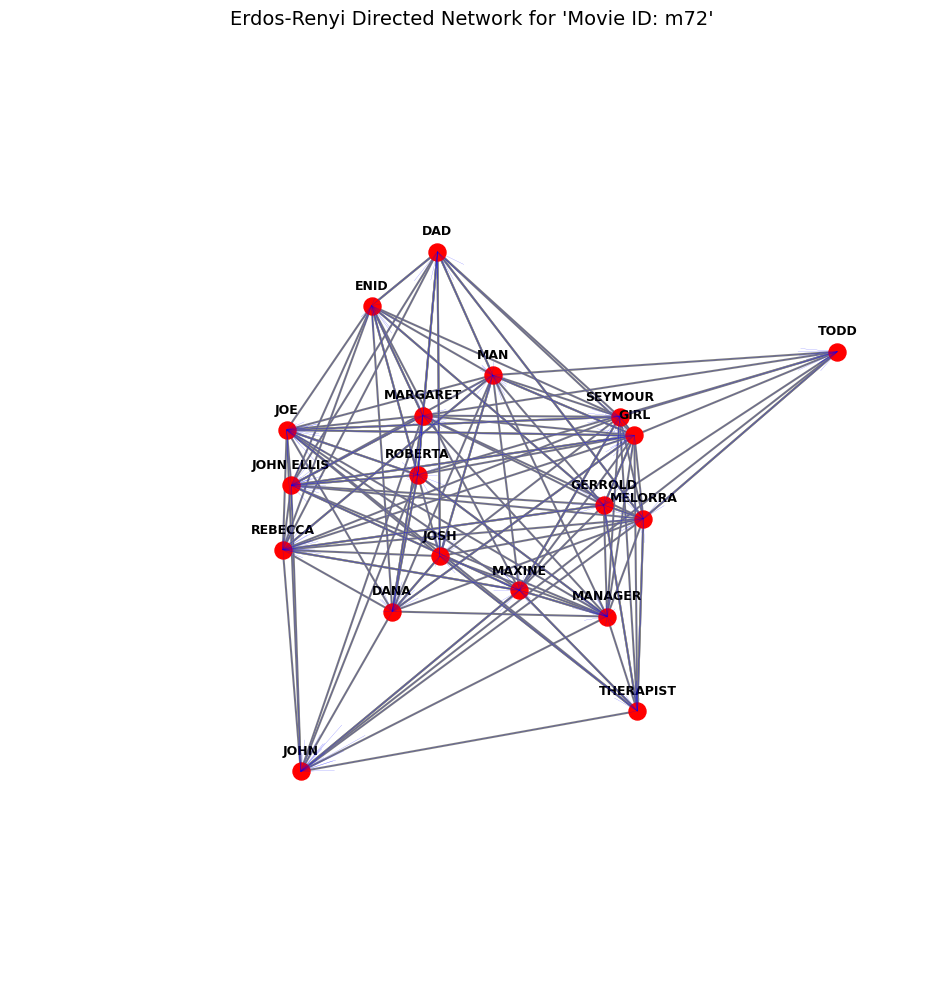 Erdos-Renyi Directed Network for 'Movie ID: m72'
DAD
ENID
TODD
MAN
MARGARET
SEYMOUR
JOE
GIRL
ROBERTA
JOHN ELLIS
GERROLD
MELORRA
REBECCA
JOSH
MAXINE
DANA
MANAGER
THERAPIST
JOHN